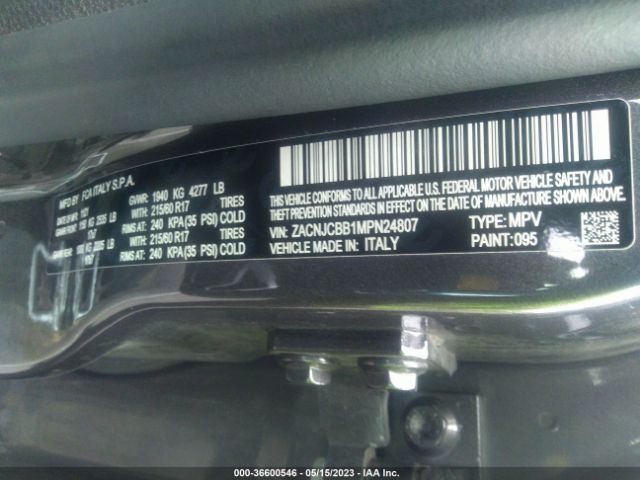 MFD BY: FCA ITALY S.P.A.
GVWR: 1940 KG 4277 LB
WITH: 215/60 R17 TIRES
RIMS AT: 240 KPA(35 PSI) COLD
WITH: 215/60 R17 TIRES
RIMS AT: 240 KPA(35 PSI) COLD
THIS VEHICLE CONFORMS TO ALL APPLICABLE U.S. FEDERAL MOTOR VEHICLE SAFETY AND
BUMPER STANDARDS IN EFFECT ON THE DATE OF MANUFACTURE SHOWN ABOVE.
VIN: ZACNJCBB1MPN24807 TYPE: MPV
VEHICLE MADE IN: ITALY PAINT: 095
000-36600546 - 05/15/2023 - IAA Inc.